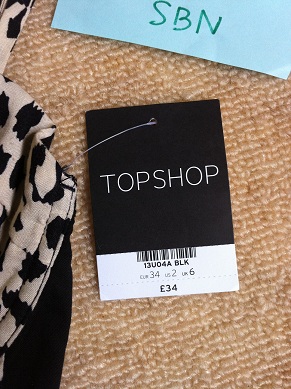 SBN
TOPSHOP
13U04A BLK
EUR 34 US 2 UK 6
£34